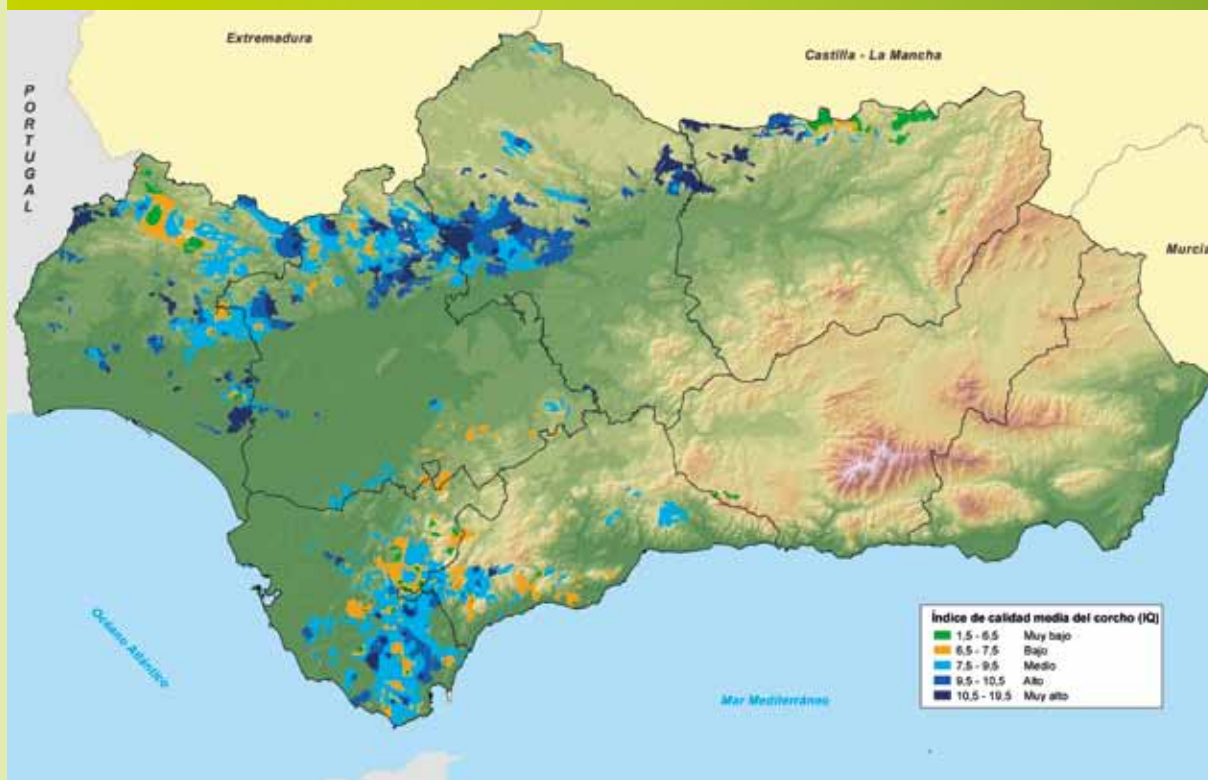 Extremadura
Castilla - La Mancha
PORTUGAL
Murcia
Océano Atlántico
Mar Mediterráneo
Índice de calidad media del corcho (IQ)
1,5 - 6,5 Muy bajo
6,5 - 7,5 Bajo
7,5 - 9,5 Medio
9,5 - 10,5 Alto
10,5 - 19,5 Muy alto